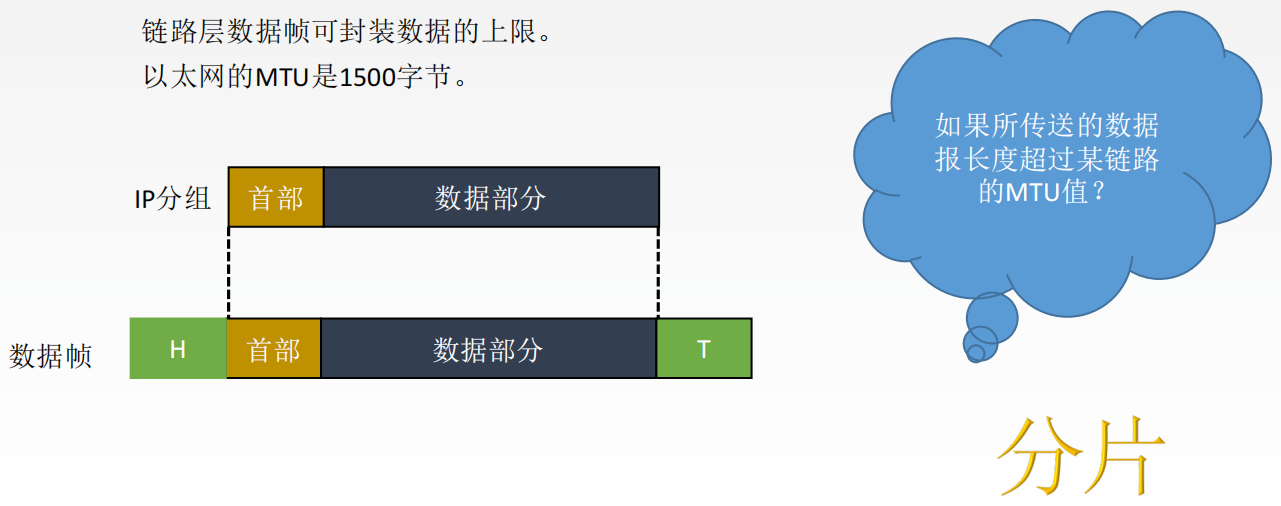 链路层数据帧可封装数据的上限。
以太网的MTU是1500字节。
如果所传送的数据
报长度超过某链路
的MTU值？
IP分组
首部
数据部分
数据帧
H
首部
数据部分
T
分片